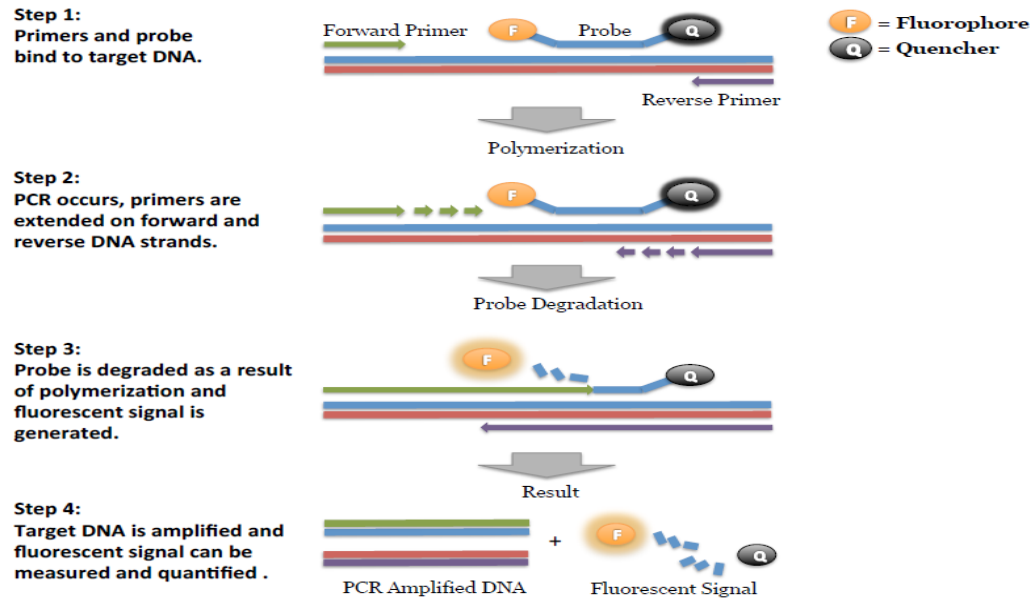 Step 1:
Primers and probe
bind to target DNA.
Forward Primer
F
Probe
Q
F = Fluorophore
Q = Quencher
Reverse Primer
Polymerization
Step 2:
PCR occurs, primers are
extended on forward and
reverse DNA strands.
F
Q
Probe Degradation
Step 3:
Probe is degraded as a result
of polymerization and
fluorescent signal is
generated.
F
Q
Result
Step 4:
Target DNA is amplified and
fluorescent signal can be
measured and quantified .
+
F
Q
PCR Amplified DNA
Fluorescent Signal